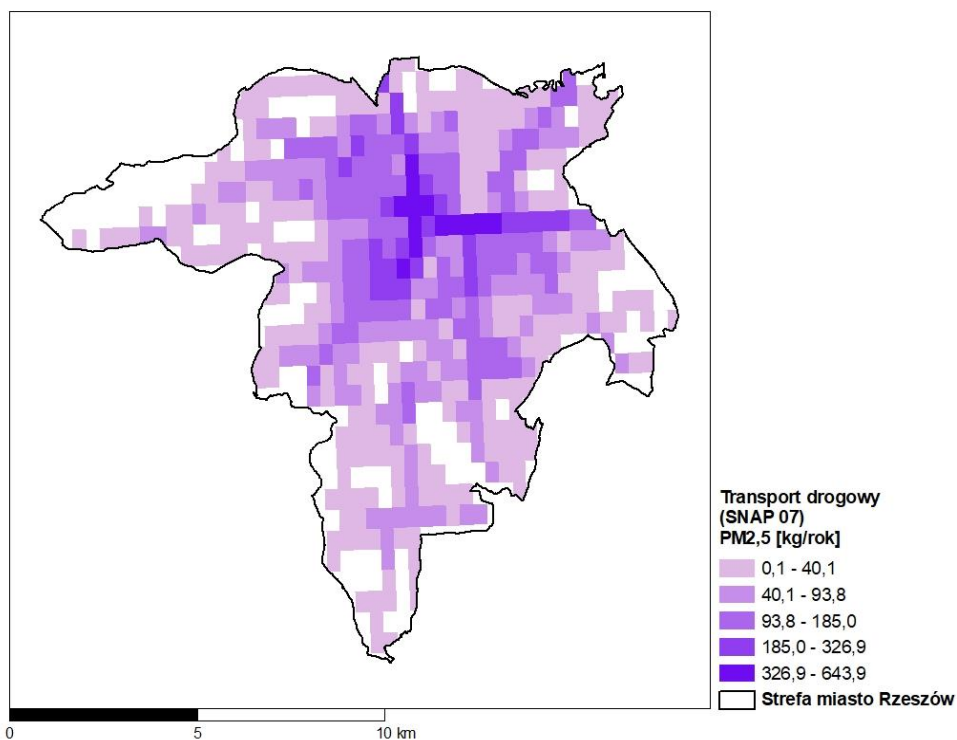 Transport drogowy
(SNAP 07)
PM2,5 [kg/rok]
0,1 - 40,1
40,1 - 93,8
93,8 - 185,0
185,0 - 326,9
326,9 - 643,9
Strefa miasto Rzeszów
0 5 10 km